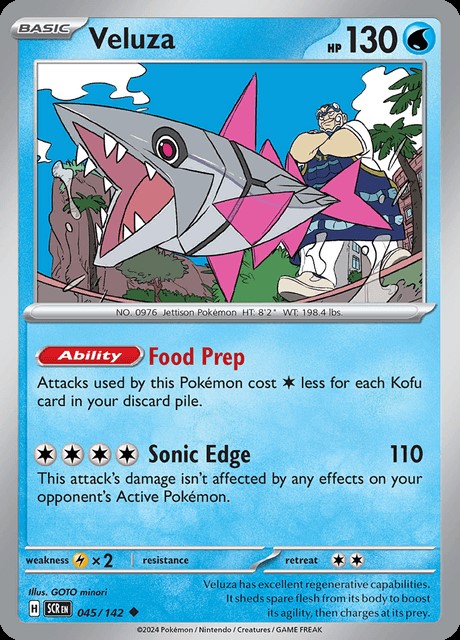 BASIC Veluza HP 130
NO. 0976 Jettison Pokémon HT: 8'2" WT: 198.4 lbs.
Ability Food Prep
Attacks used by this Pokémon cost less for each Kofu
card in your discard pile.
Sonic Edge 110
This attack's damage isn't affected by any effects on your
opponent's Active Pokémon.
weakness ×2 resistance retreat
Illus. GOTO minori
H SCR EN 045/142
Veluza has excellent regenerative capabilities.
It sheds spare flesh from its body to boost
its agility, then charges at its prey.
©2024 Pokémon / Nintendo / Creatures / GAME FREAK